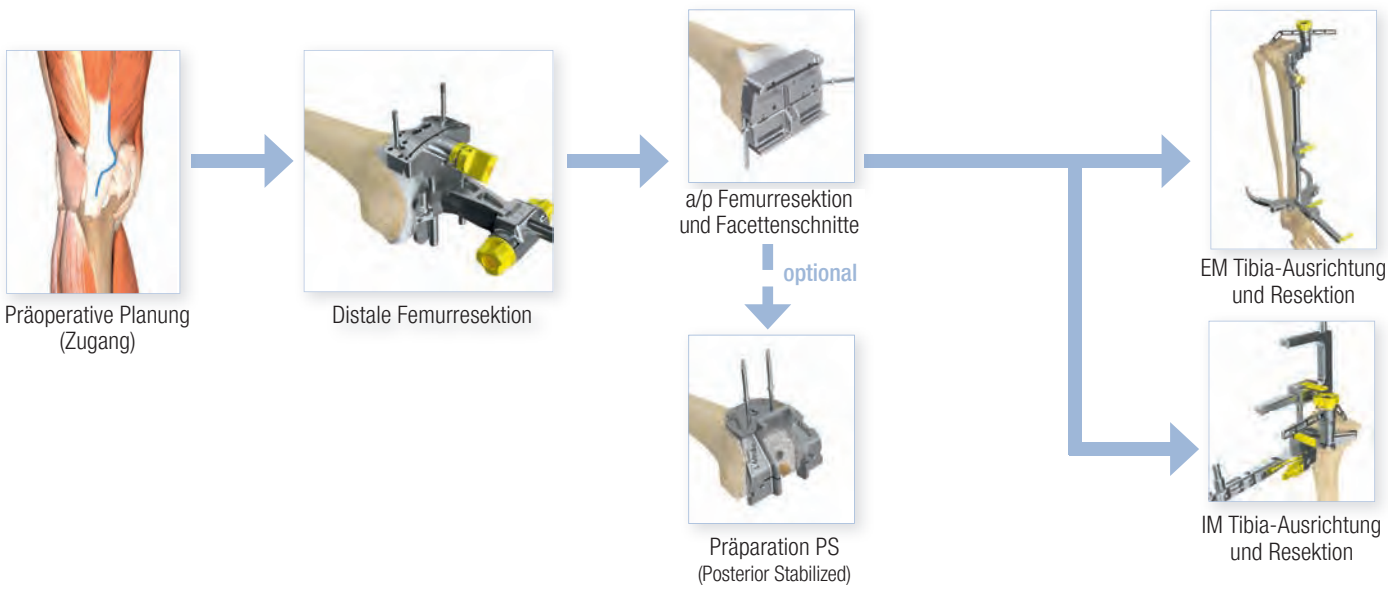 Präoperative Planung
(Zugang)
Distale Femurresektion
a/p Femurresektion
und Facettenschnitte
optional
Präparation PS
(Posterior Stabilized)
EM Tibia-Ausrichtung
und Resektion
IM Tibia-Ausrichtung
und Resektion